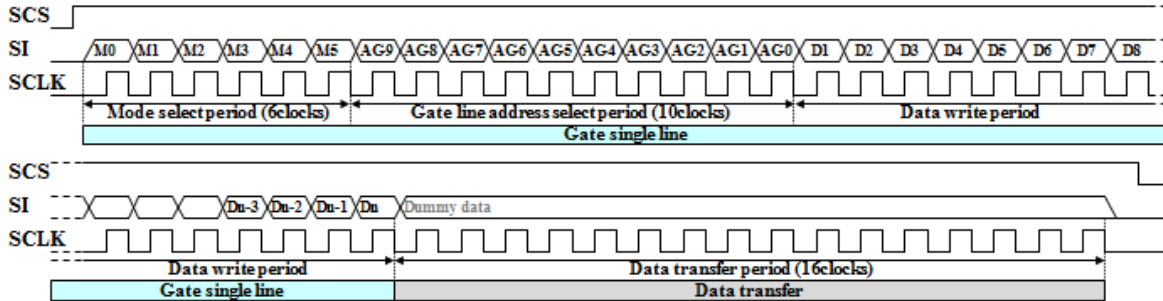 SCS
SI M0 M1 M2 M3 M4 M5 AG9 AG8 AG7 AG6 AG5 AG4 AG3 AG2 AG1 AG0 D1 D2 D3 D4 D5 D6 D7 D8
SCLK
Mode select period (6clocks) Gate line address select period (10clocks) Data write period
Gate single line
SCS
SI Dn-3 Dn-2 Dn-1 Dn Dummy data
SCLK
Data write period Data transfer period (16clocks)
Gate single line Data transfer